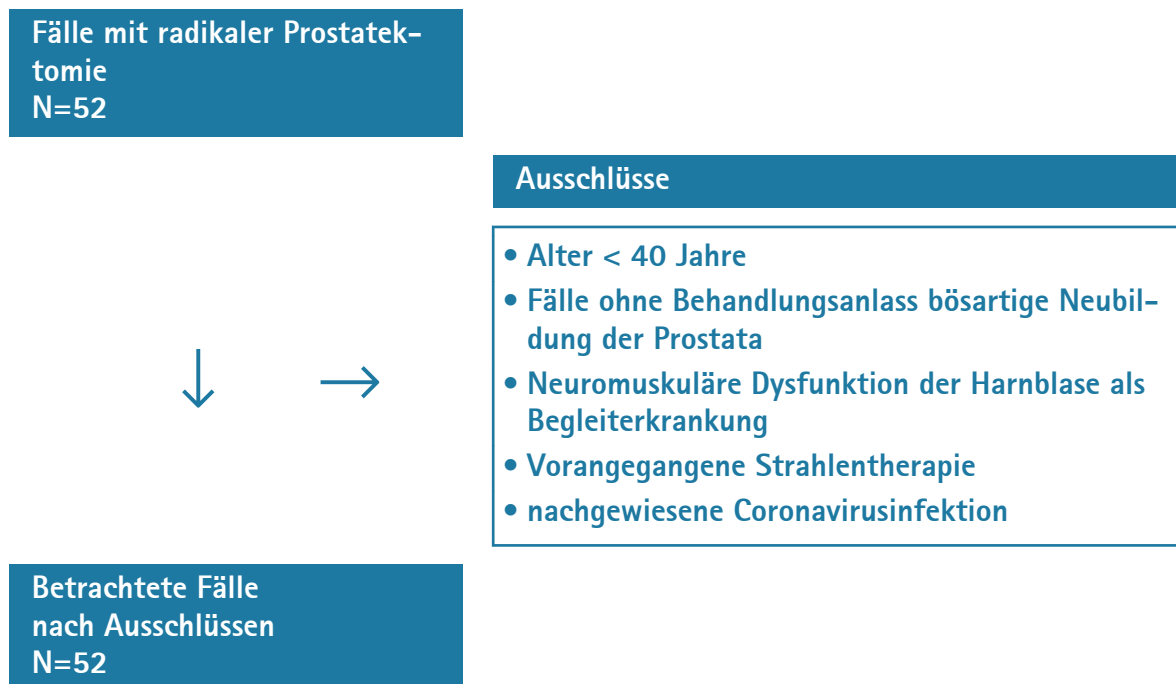 Fälle mit radikaler Prostatek-
tomie
N=52
Ausschlüsse
• Alter < 40 Jahre
• Fälle ohne Behandlungsanlass bösartige Neubil-
dung der Prostata
• Neuromuskuläre Dysfunktion der Harnblase als
Begleiterkrankung
• Vorangegangene Strahlentherapie
• nachgewiesene Coronavirusinfektion
Betrachtete Fälle
nach Ausschlüssen
N=52